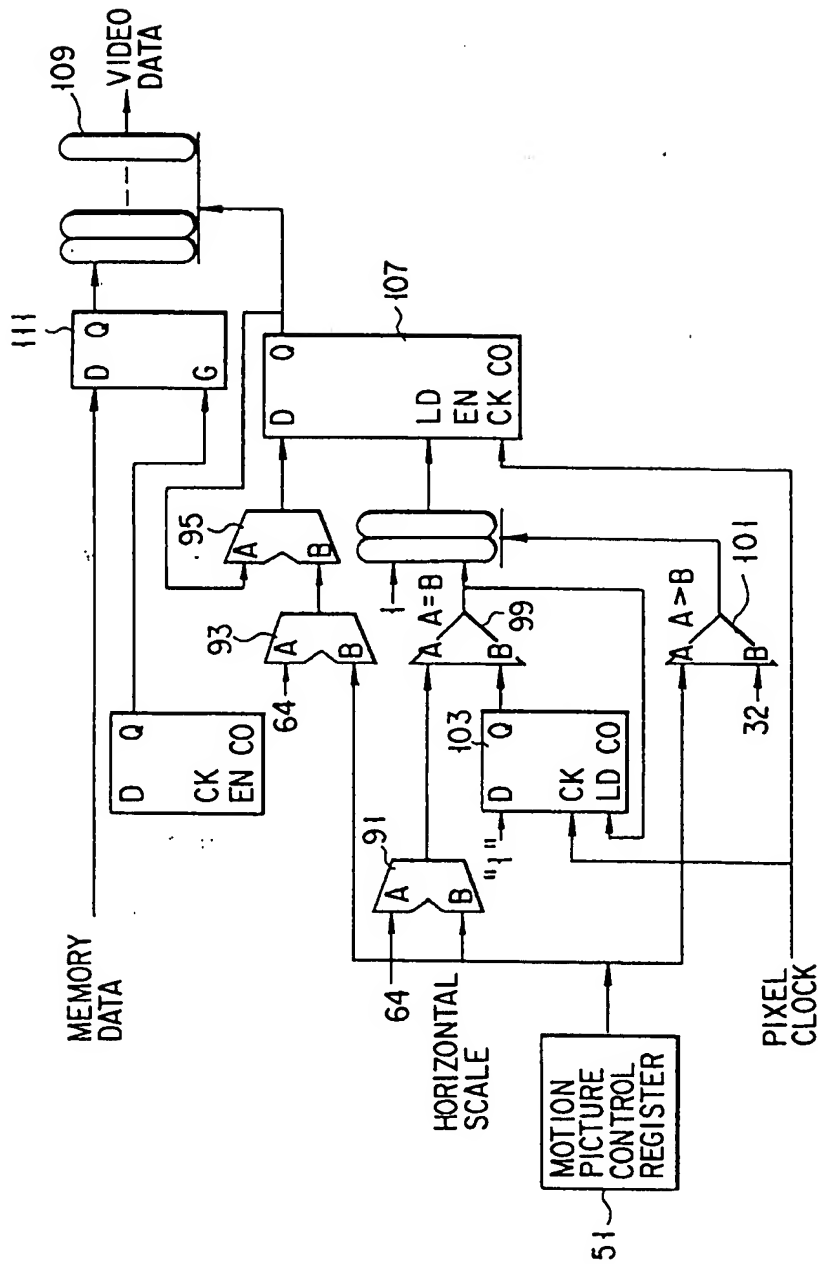 MEMORY
DATA
D Q
CK
EN CO
111
D Q
G
109
VIDEO
DATA
64
A
B
93
A
B
95
D Q
LD
EN
CK CO
107
64
A
B
91
HORIZONTAL
SCALE
"1"
D Q
CK
LD CO
103
A A=B
B
99
1
MOTION
PICTURE
CONTROL
REGISTER
51
A A>B
B
32
101
PIXEL
CLOCK